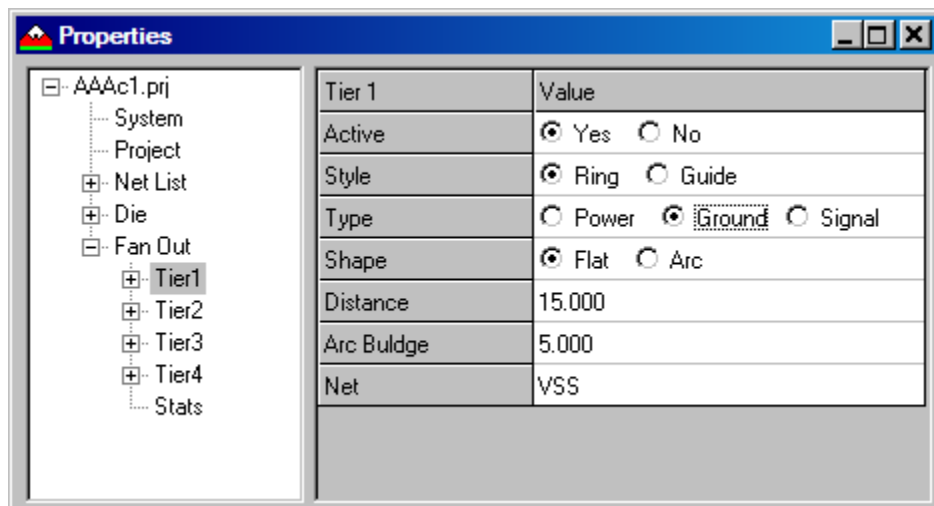 Properties
AAAc1.prj
System
Project
Net List
Die
Fan Out
Tier1
Tier2
Tier3
Tier4
Stats
Tier 1 Value
Active Yes No
Style Ring Guide
Type Power Ground Signal
Shape Flat Arc
Distance 15.000
Arc Buldge 5.000
Net VSS